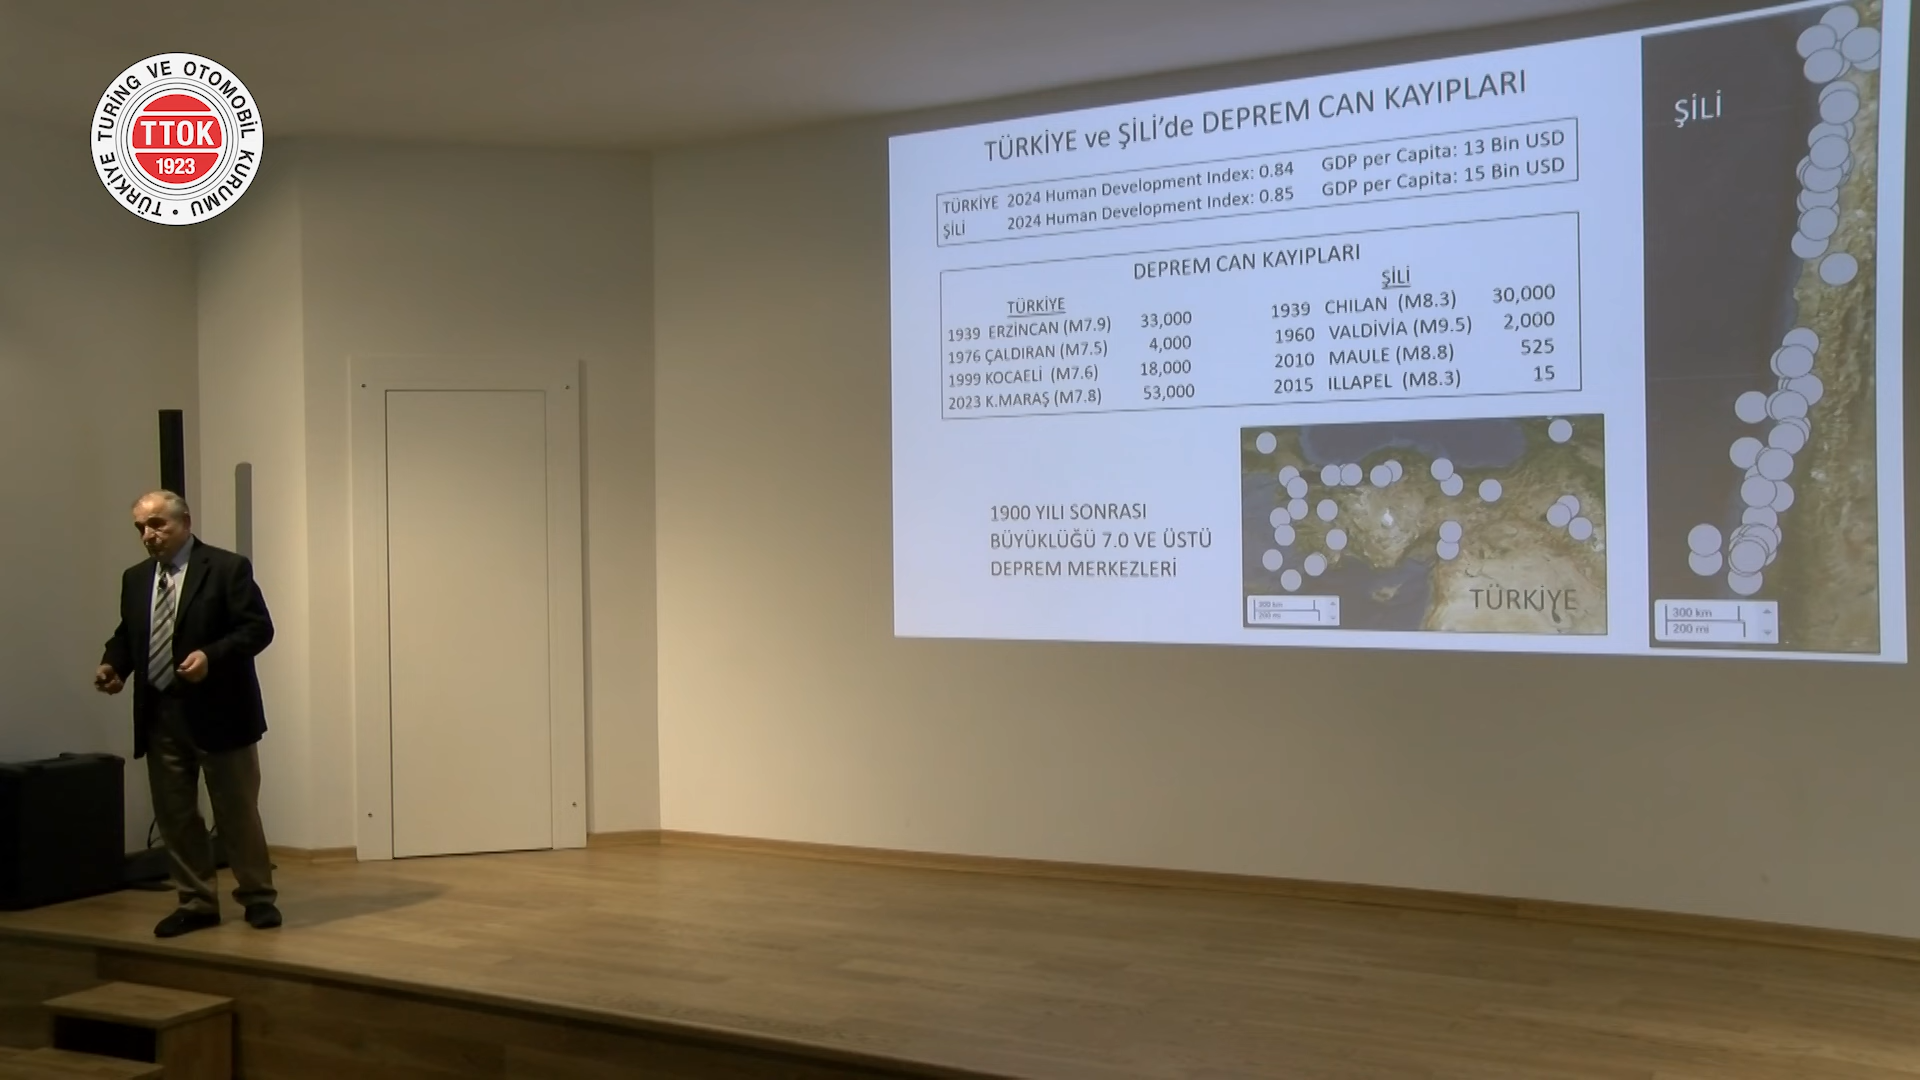 TÜRKİYE TURİNG VE OTOMOBİL KURUMU •
TTOK
1923
TÜRKİYE ve ŞİLİ'de DEPREM CAN KAYIPLARI
TÜRKİYE 2024 Human Development Index: 0.84 GDP per Capita: 13 Bin USD
ŞİLİ 2024 Human Development Index: 0.85 GDP per Capita: 15 Bin USD
DEPREM CAN KAYIPLARI
TÜRKİYE
1939 ERZİNCAN (M7.9) 33,000
1976 ÇALDIRAN (M7.5) 4,000
1999 KOCAELİ (M7.6) 18,000
2023 K.MARAŞ (M7.8) 53,000
ŞİLİ
1939 CHILAN (M8.3) 30,000
1960 VALDİVİA (M9.5) 2,000
2010 MAULE (M8.8) 525
2015 ILLAPEL (M8.3) 15
1900 YILI SONRASI
BÜYÜKLÜĞÜ 7.0 VE ÜSTÜ
DEPREM MERKEZLERİ
TÜRKİYE
300 km
200 mi
ŞİLİ
300 km
200 mi